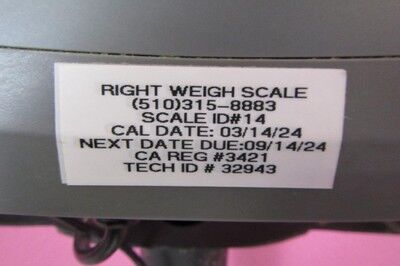 RIGHT WEIGH SCALE
(510)315-8883
SCALE ID#14
CAL DATE: 03/14/24
NEXT DATE DUE:09/14/24
CA REG #3421
TECH ID # 32943